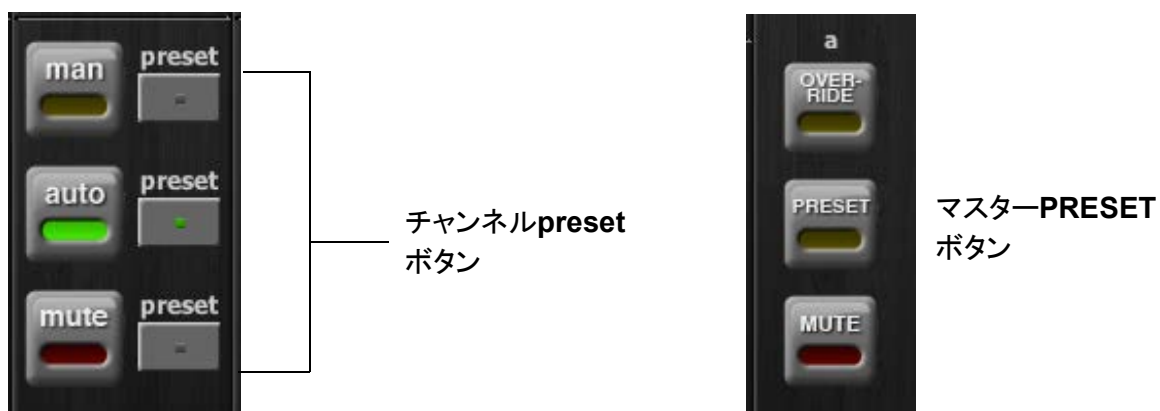 man
preset
auto
preset
mute
preset
チャンネルpreset
ボタン
a
OVER-
RIDE
PRESET
MUTE
マスターPRESET
ボタン